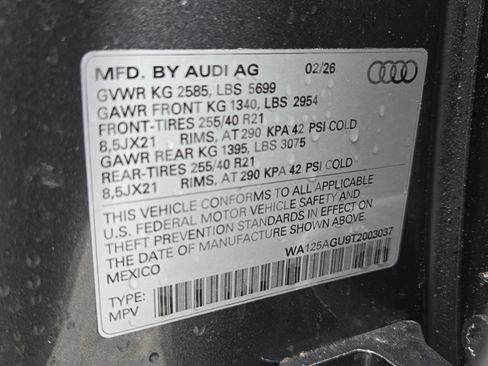 MFD. BY AUDI AG 02/26
GVWR KG 2585, LBS 5699
GAWR FRONT KG 1340, LBS 2954
FRONT-TIRES 255/40 R21
8,5JX21 RIMS, AT 290 KPA 42 PSI COLD
GAWR REAR KG 1395, LBS 3075
REAR-TIRES 255/40 R21
8,5JX21 RIMS, AT 290 KPA 42 PSI COLD
THIS VEHICLE CONFORMS TO ALL APPLICABLE
U.S. FEDERAL MOTOR VEHICLE SAFETY AND
THEFT PREVENTION STANDARDS IN EFFECT ON
THE DATE OF MANUFACTURE SHOWN ABOVE.
MEXICO
WA125AGU9T2003037
TYPE:
MPV